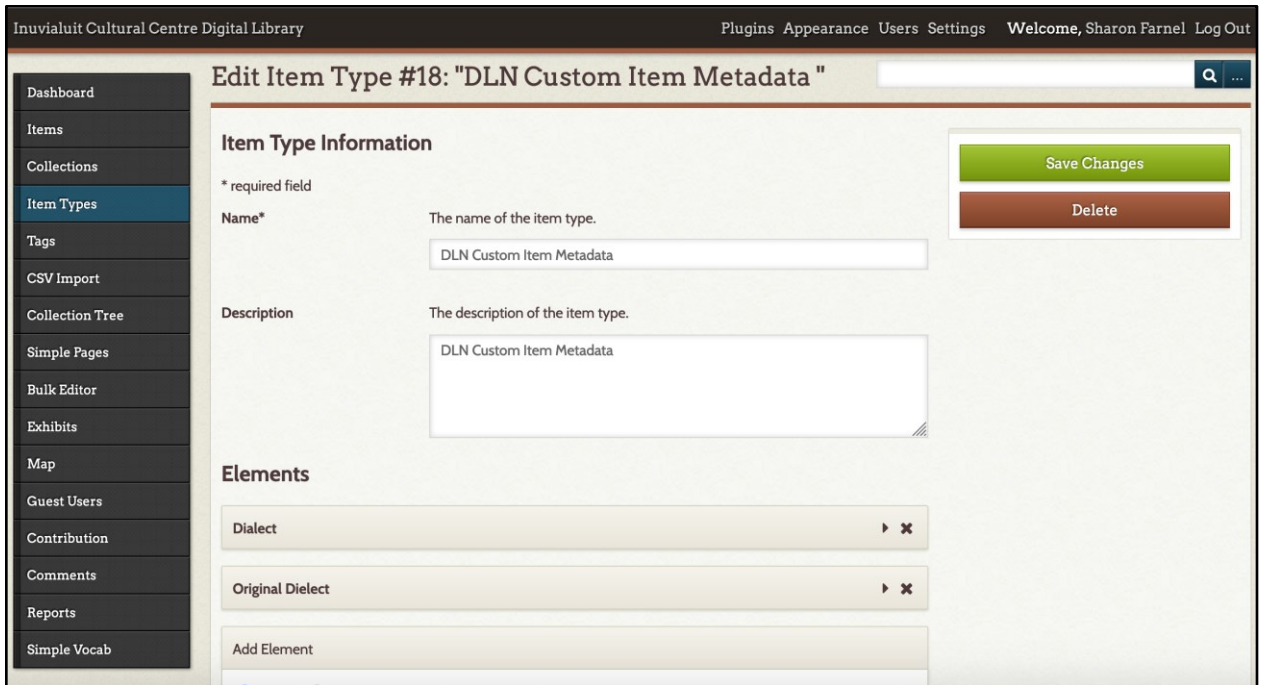 Inuvialuit Cultural Centre Digital Library
Plugins Appearance Users Settings Welcome, Sharon Farnel Log Out
Edit Item Type #18: "DLN Custom Item Metadata "
...
Dashboard
Items
Collections
Item Types
Tags
CSV Import
Collection Tree
Simple Pages
Bulk Editor
Exhibits
Map
Guest Users
Contribution
Comments
Reports
Simple Vocab
Item Type Information
* required field
Name*
The name of the item type.
DLN Custom Item Metadata
Description
The description of the item type.
DLN Custom Item Metadata
Elements
Dialect
Original Dielect
Add Element
Save Changes
Delete